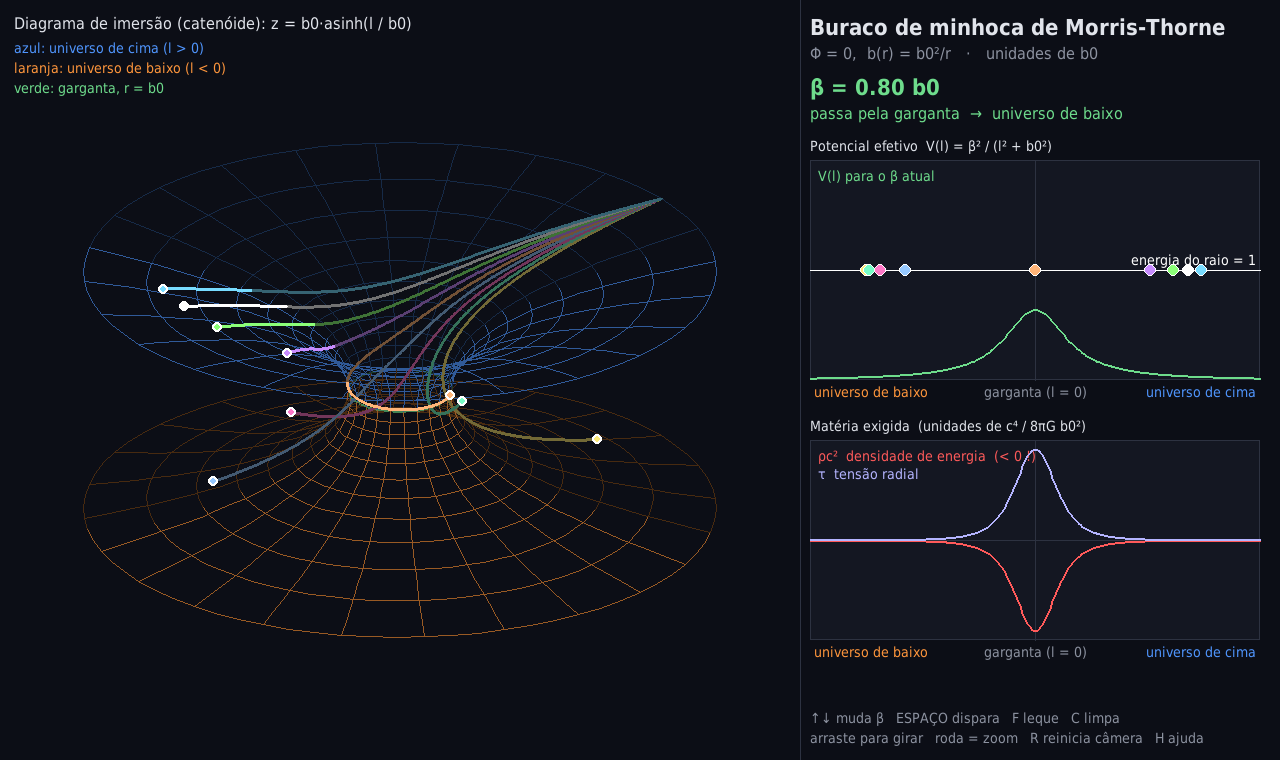 Diagrama de imersão (catenóide): z = b0·asinh(l / b0)
azul: universo de cima (l > 0)
laranja: universo de baixo (l < 0)
verde: garganta, r = b0
Buraco de minhoca de Morris-Thorne
Φ = 0,  b(r) = b0²/r   ·   unidades de b0
β = 0.80 b0
passa pela garganta  →  universo de baixo
Potencial efetivo  V(l) = β² / (l² + b0²)
V(l) para o β atual
energia do raio = 1
universo de baixo
garganta (l = 0)
universo de cima
Matéria exigida  (unidades de c⁴ / 8πG b0²)
ρc²  densidade de energia  (< 0
τ  tensão radial
universo de baixo
garganta (l = 0)
universo de cima
↑↓ muda β   ESPAÇO dispara   F leque   C limpa
arraste para girar   roda = zoom   R reinicia câmera   H ajuda